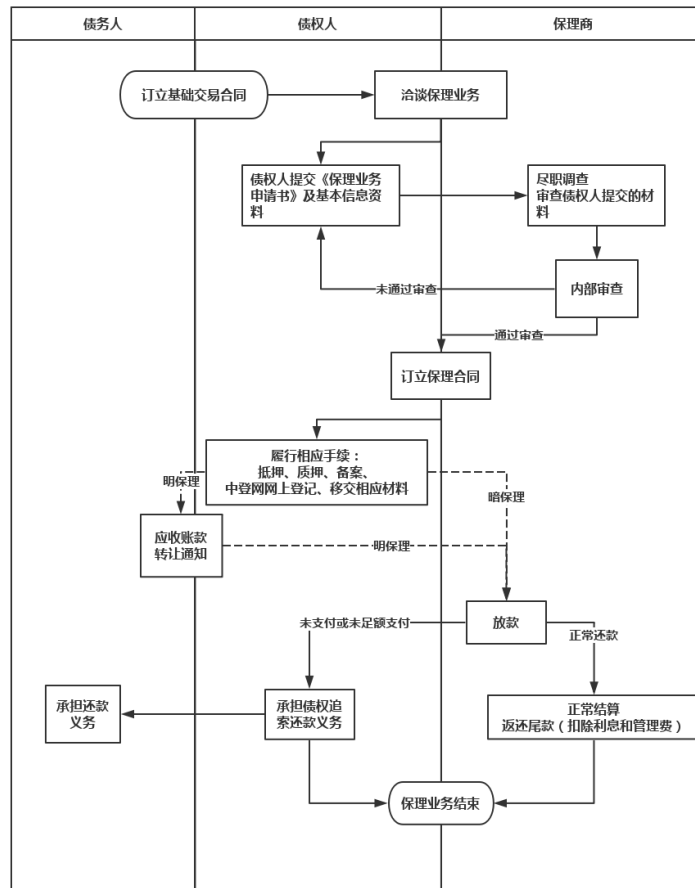 债务人
债权人
保理商
订立基础交易合同
洽谈保理业务
债权人提交《保理业务
申请书》及基本信息资
料
尽职调查
审查债权人提交的材
料
未通过审查
内部审查
通过审查
订立保理合同
履行相应手续：
抵押、质押、备案、
中登网网上登记、移交相应材料
明保理
暗保理
应收账款
转让通知
明保理
放款
未支付或未足额支付
正常还款
承担还款
义务
承担债权追
索还款义务
正常结算
返还尾款（扣除利息和管理费）
保理业务结束